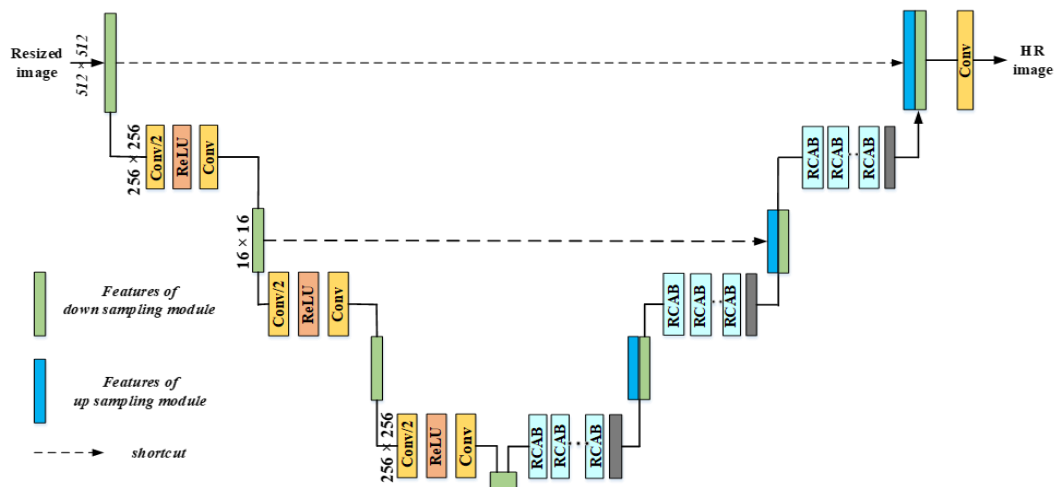 Resized
image
512 × 512
HR
image
Conv
256 × 256
Conv/2
ReLU
Conv
RCAB
RCAB
RCAB
16 × 16
Conv/2
ReLU
Conv
RCAB
RCAB
RCAB
Features of
down sampling module
Features of
up sampling module
shortcut
256 × 256
Conv/2
ReLU
Conv
RCAB
RCAB
RCAB